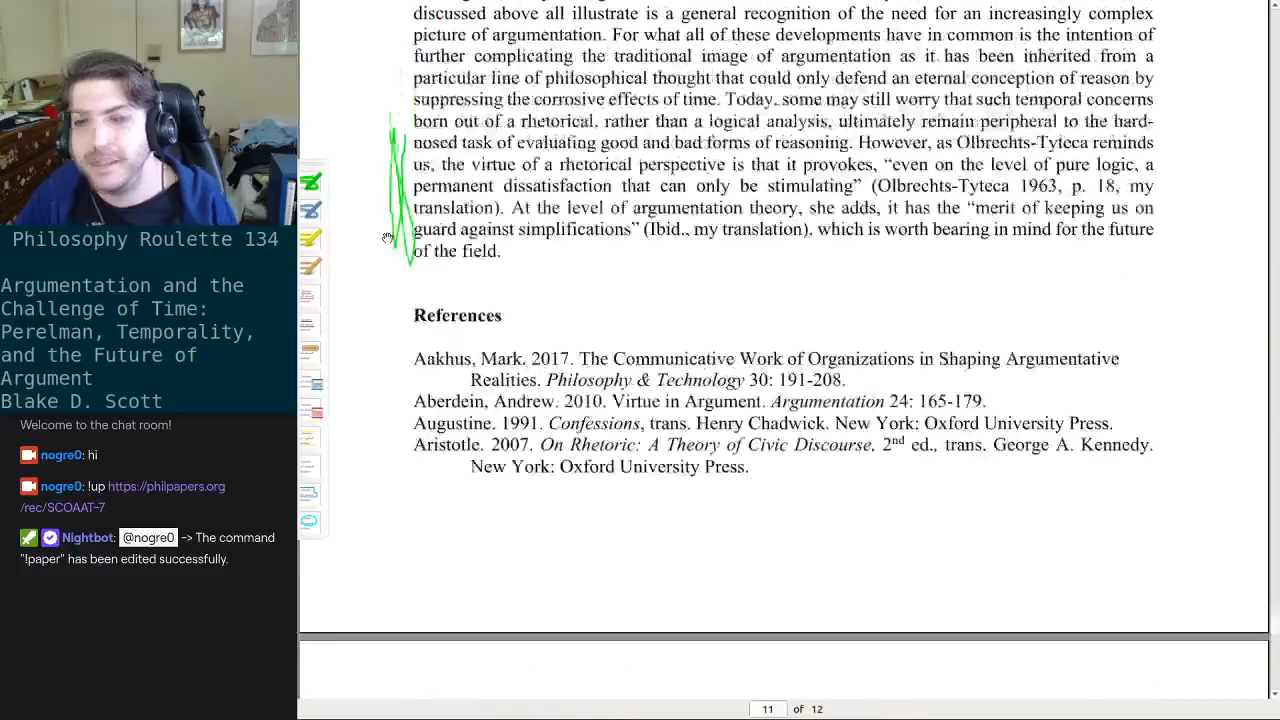 discussed above all illustrate is a general recognition of the need for an increasingly complex
picture of argumentation. For what all of these developments have in common is the intention of
further complicating the traditional image of argumentation as it has been inherited from a
particular line of philosophical thought that could only defend an eternal conception of reason by
suppressing the corrosive effects of time. Today, some may still worry that such temporal concerns
born out of a rhetorical, rather than a logical analysis, ultimately remain peripheral to the hard-
nosed task of evaluating good and bad forms of reasoning. However, as Olbrechts-Tyteca reminds
us, the virtue of a rhetorical perspective is that it provokes, “even on the level of pure logic, a
permanent dissatisfaction that can only be stimulating” (Olbrechts-Tyteca 1963, p. 18, my
translation). At the level of argumentation theory, she adds, it has the “merit of keeping us on
guard against simplifications” (Ibid., my translation), which is worth bearing in mind for the future
of the field.
References
Aakhus, Mark. 2017. The Communicative Work of Organizations in Shaping Argumentative
Realities. Philosophy & Technology 30: 191-208.
Aberdein, Andrew. 2010. Virtue in Argument. Argumentation 24: 165-179.
Augustine. 1991. Confessions, trans. Henry Chadwick. New York: Oxford University Press.
Aristotle. 2007. On Rhetoric: A Theory of Civic Discourse, 2nd ed., trans. George A. Kennedy.
New York: Oxford University Press.
Philosophy Roulette 134
Argumentation and the
Challenge of Time:
Perelman, Temporality,
and the Future of
Argument
Blake D. Scott
Welcome to the chat room!
nogre0: hi
nogre0: !up https://philpapers.org
/rec/SCOAAT-7
Nightbot: @nogre0 -> The command
"!paper" has been edited successfully.
11 of 12